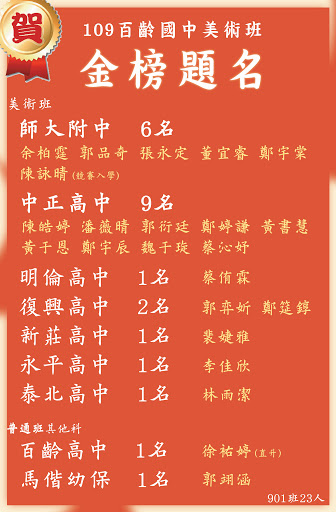 賀
109百齡國中美術班
金榜題名
美術班
師大附中 6名
余柏霆 郭品奇 張永定 董宜睿 鄭宇棠
陳詠晴(競賽入學)
中正高中 9名
陳皓婷 潘薇晴 郭衍廷 鄭婷謙 黃書慧
黃于恩 鄭宇辰 魏于璇 蔡沁妤
明倫高中 1名 蔡侑霖
復興高中 2名 郭弈妡 鄭筳錞
新莊高中 1名 裴婕雅
永平高中 1名 李佳欣
泰北高中 1名 林雨潔
普通班其他科
百齡高中 1名 徐祐婷(直升)
馬偕幼保 1名 郭翊涵
901班23人